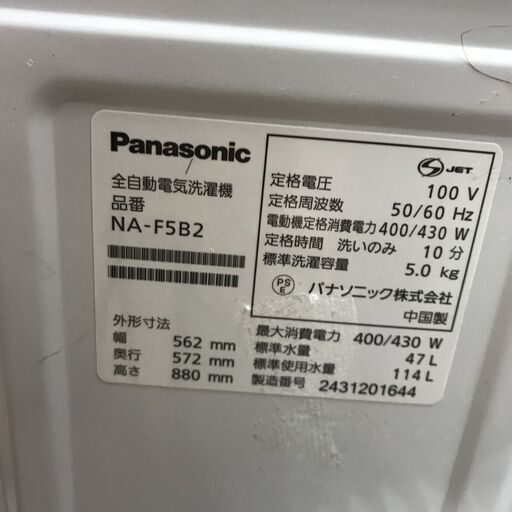 Panasonic
全自動電気洗濯機
品番
NA-F5B2
外形寸法
幅 562 mm
奥行 572 mm
高さ 880 mm
S JET
定格電圧 100 V
定格周波数 50/60 Hz
電動機定格消費電力 400/430 W
定格時間 洗いのみ 10 分
標準洗濯容量 5.0 kg
PS E パナソニック株式会社
中国製
最大消費電力 400/430 W
標準水量 47 L
標準使用水量 114 L
製造番号 2431201644